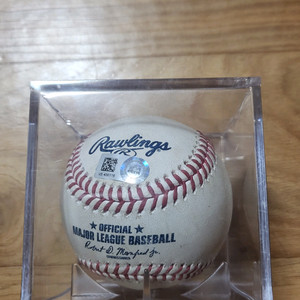 Rawlings
OFFICIAL
MAJOR LEAGUE BASEBALL
Robert D. Manfred Jr.